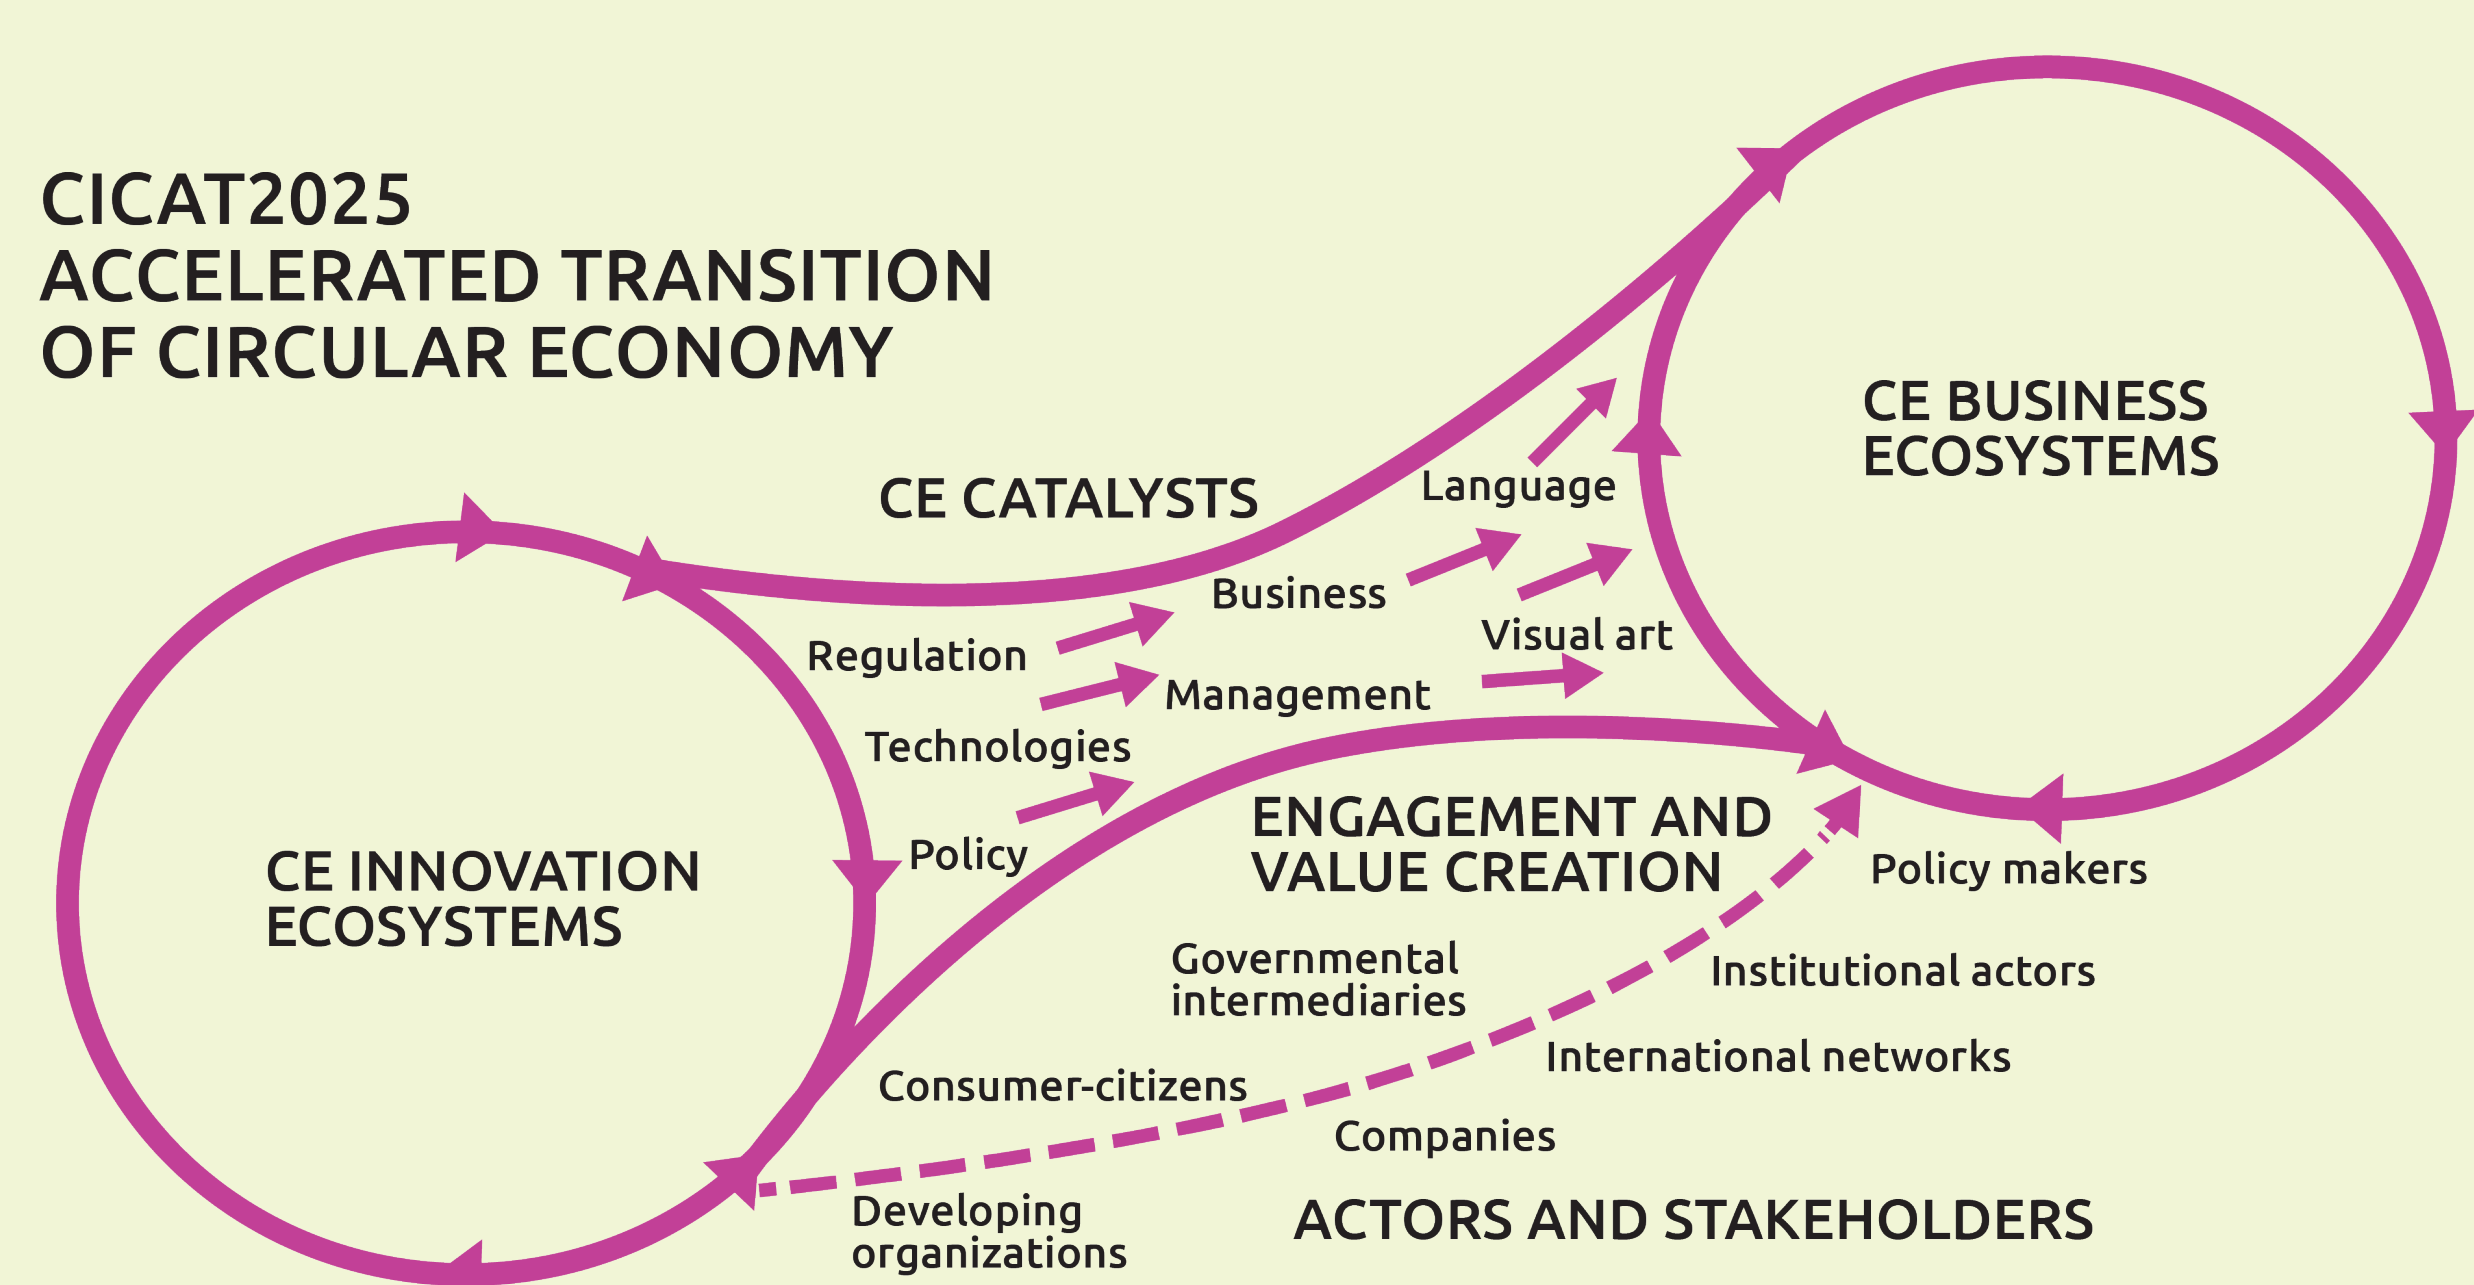 CICAT2025
ACCELERATED TRANSITION
OF CIRCULAR ECONOMY
CE BUSINESS
ECOSYSTEMS
CE CATALYSTS
Language
Business
Visual art
Regulation
Management
Technologies
Policy
CE INNOVATION
ECOSYSTEMS
ENGAGEMENT AND
VALUE CREATION
Policy makers
Governmental
intermediaries
Institutional actors
International networks
Consumer-citizens
Companies
Developing
organizations
ACTORS AND STAKEHOLDERS